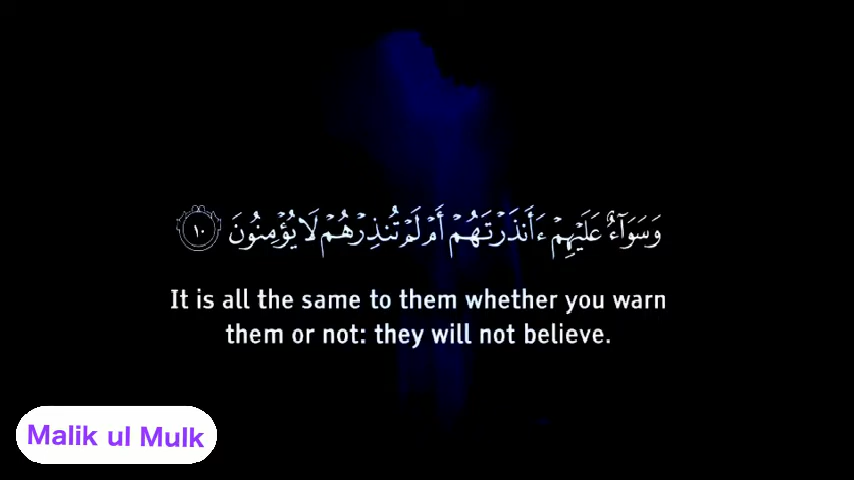 وَسَوَآءٌ عَلَيْهِمْ ءَأَنذَرْتَهُمْ أَمْ لَمْ تُنذِرْهُمْ لَا يُؤْمِنُونَ ١٠
It is all the same to them whether you warn
them or not: they will not believe.
Malik ul Mulk